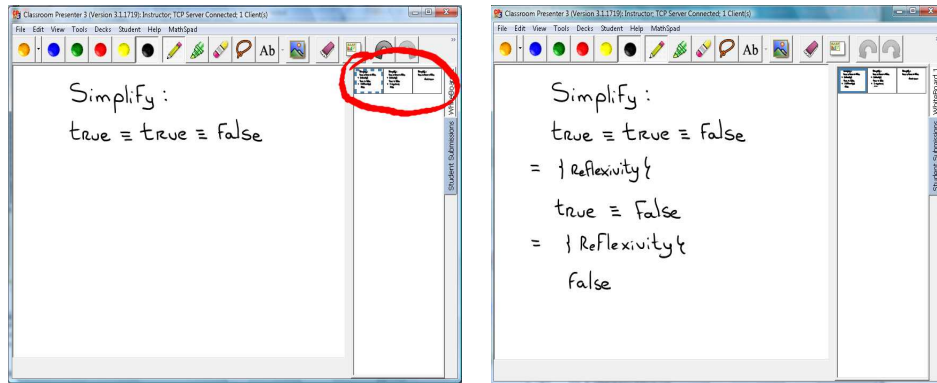 Classroom Presenter 3 (Version 3.1.1719): Instructor; TCP Server Connected; 1 Client(s)
File Edit View Tools Decks Student Help MathSpad
Ab
Simplify :
true ≡ true ≡ false
WhiteBoard
Student Submissions
Classroom Presenter 3 (Version 3.1.1719): Instructor; TCP Server Connected; 1 Client(s)
File Edit View Tools Decks Student Help MathSpad
Ab
Simplify :
true ≡ true ≡ false
= { Reflexivity {
true ≡ False
= { Reflexivity {
False
WhiteBoard 1
Student Submissions